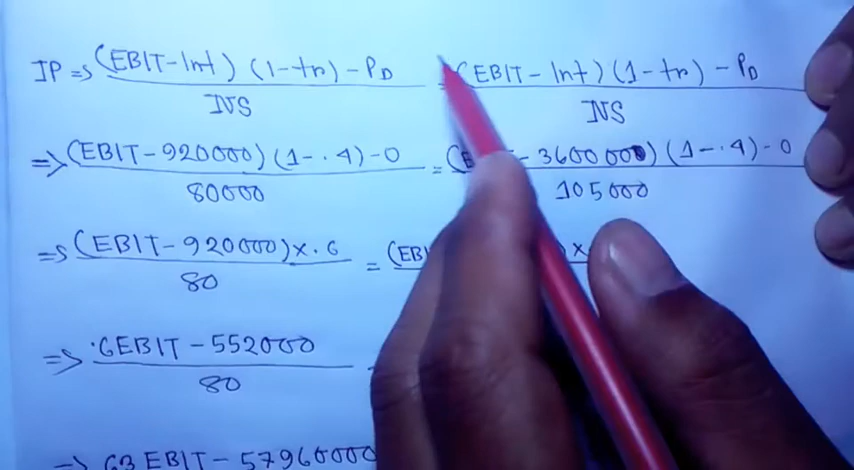 IP => (EBIT-Int) (1-tr) - PD / NS = (EBIT - Int) (1-tr) - PD / NS
=> (EBIT-920000) (1-.4) - 0 / 80000 = ( - 3600000) (1-.4) - 0 / 105000
=> (EBIT-920000) x .6 / 80 = (EB x
=> .6EBIT - 552000 / 80
=> 63 EBIT - 57960000